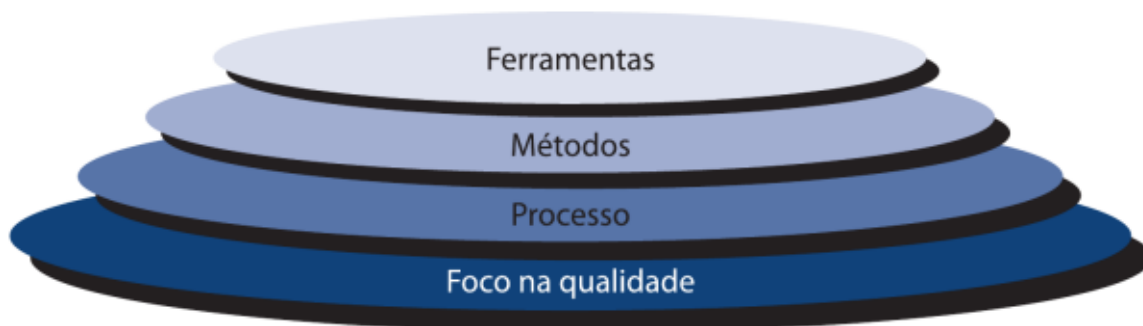 Ferramentas
Métodos
Processo
Foco na qualidade